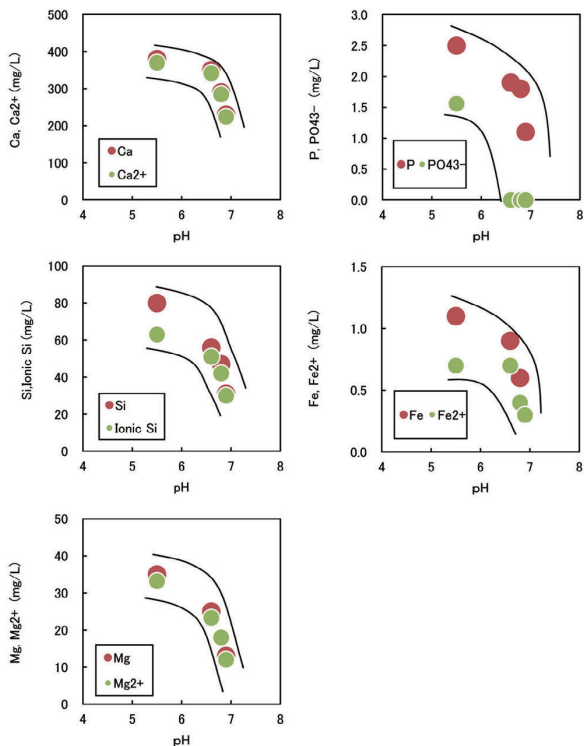 Ca, Ca2+ (mg/L)
500
400
300
200
100
0
Ca
Ca2+
4 5 6 7 8
pH
P, PO43− (mg/L)
3.0
2.5
2.0
1.5
1.0
0.5
0.0
P PO43−
4 5 6 7 8
pH
Si,Ionic Si(mg/L)
100
80
60
40
20
0
Si
Ionic Si
4 5 6 7 8
pH
Fe, Fe2+ (mg/L)
1.5
1.0
0.5
0.0
Fe Fe2+
4 5 6 7 8
pH
Mg, Mg2+ (mg/L)
50
40
30
20
10
0
Mg
Mg2+
4 5 6 7 8
pH